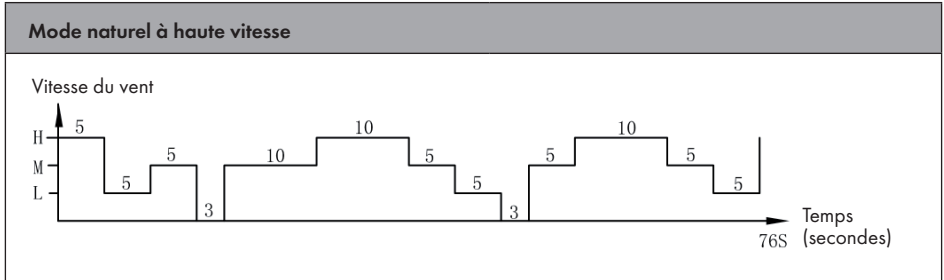 Mode naturel à haute vitesse
Vitesse du vent
5 10 10
H
5 10 5 5 5
M
5 5 5
L
3 3
Temps
76S (secondes)